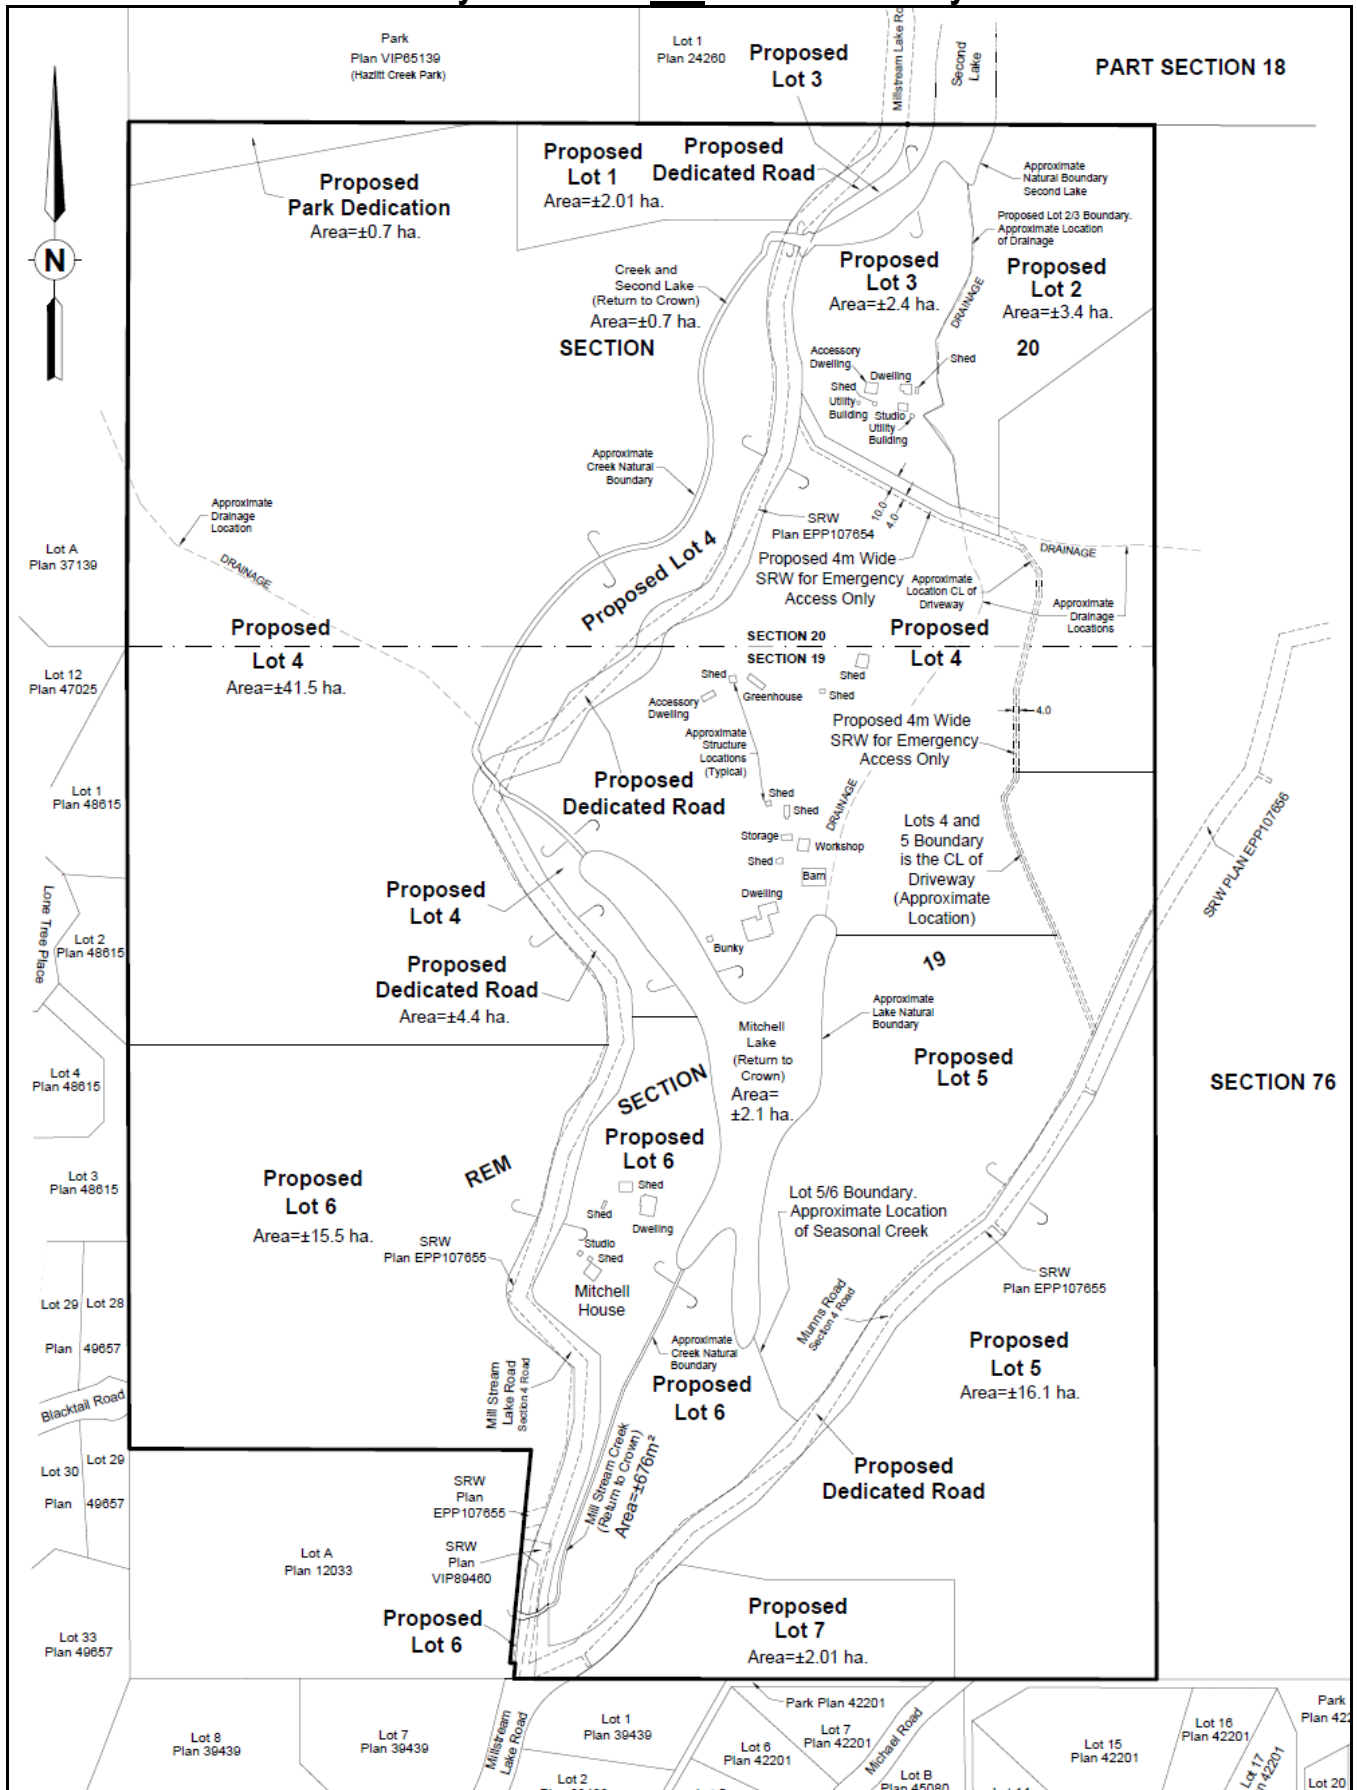 Park
Plan VIP65139
(Hazlitt Creek Park)
Lot 1
Plan 24260
Proposed
Lot 3
Millstream Lake Ro
Second
Lake
PART SECTION 18
Proposed
Park Dedication
Area=±0.7 ha.
Proposed
Lot 1
Area=±2.01 ha.
Proposed
Dedicated Road
Approximate
Natural Boundary
Second Lake
Proposed Lot 2/3 Boundary.
Approximate Location
of Drainage
N
Creek and
Second Lake
(Return to Crown)
Area=±0.7 ha.
Proposed
Lot 3
Area=±2.4 ha.
DRAINAGE
Proposed
Lot 2
Area=±3.4 ha.
SECTION
20
Accessory
Dwelling
Dwelling
Shed
Shed
Utility
Building
Studio
Utility
Building
Approximate
Creek Natural
Boundary
Approximate
Drainage
Location
10.0
4.0
SRW
Plan EPP107654
DRAINAGE
Lot A
Plan 37139
DRAINAGE
Proposed Lot 4
Proposed 4m Wide
SRW for Emergency
Access Only
Approximate
Location CL of
Driveway
Approximate
Drainage
Locations
Proposed
Lot 4
Area=±41.5 ha.
SECTION 20
SECTION 19
Proposed
Lot 4
Lot 12
Plan 47025
Shed
Greenhouse
Shed
Shed
Accessory
Dwelling
4.0
Approximate
Structure
Locations
(Typical)
Proposed 4m Wide
SRW for Emergency
Access Only
Proposed
Dedicated Road
Lot 1
Plan 48615
Shed
Shed
DRAINAGE
Storage
Workshop
Shed
Barn
Dwelling
Bunky
Lots 4 and
5 Boundary
is the CL of
Driveway
(Approximate
Location)
SRW PLAN EPP107656
Proposed
Lot 4
Lone Tree Place
Lot 2
Plan 48615
Proposed
Dedicated Road
Area=±4.4 ha.
19
Approximate
Lake Natural
Boundary
Mitchell
Lake
(Return to
Crown)
Area=
±2.1 ha.
Proposed
Lot 5
Lot 4
Plan 48615
SECTION
SECTION 76
Proposed
Lot 6
REM
Lot 3
Plan 48615
Proposed
Lot 6
Area=±15.5 ha.
Shed
Shed
Dwelling
Studio
Shed
Mitchell
House
Lot 5/6 Boundary.
Approximate Location
of Seasonal Creek
SRW
Plan EPP107655
SRW
Plan EPP107655
Lot 29
Lot 28
Plan
49657
Munns Road
Section 4 Road
Approximate
Creek Natural
Boundary
Proposed
Lot 5
Area=±16.1 ha.
Mill Stream
Lake Road
Section 4 Road
Proposed
Lot 6
Blacktail Road
Mill Stream Creek
(Return to Crown)
Area=±676m²
Lot 30
Lot 29
Plan
49657
SRW
Plan
EPP107655
Proposed
Dedicated Road
SRW
Plan
VIP89460
Lot A
Plan 12033
Proposed
Lot 6
Proposed
Lot 7
Area=±2.01 ha.
Lot 33
Plan 49657
Lot 8
Plan 39439
Lot 7
Plan 39439
Millstream
Lake Road
Lot 1
Plan 39439
Park Plan 42201
Lot 7
Plan 42201
Lot 6
Plan 42201
Michael Road
Lot 15
Plan 42201
Lot 16
Plan 42201
Lot 17
Park
Lot 2
Lot B
Plan 45080
Lot 20